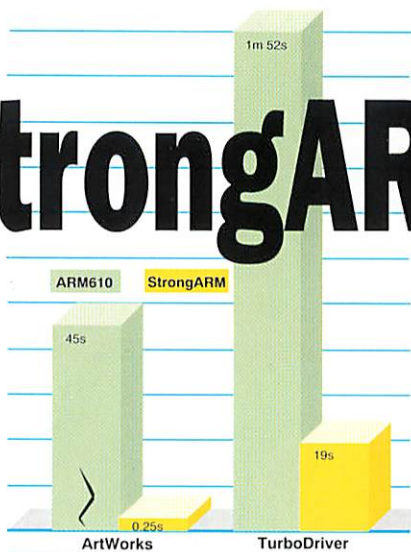 1m 52s
trongAR
ARM610 StrongARM
45s
19s
0.25s
ArtWorks TurboDriver